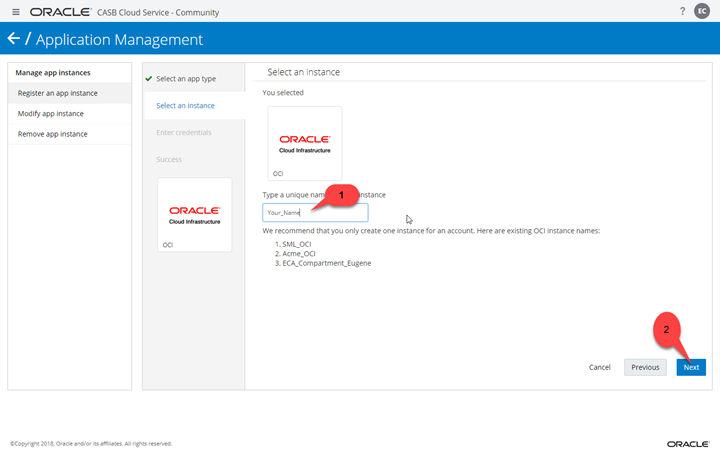 ORACLE® CASB Cloud Service - Community ? EC
/ Application Management
Manage app instances
Register an app instance
Modify app instance
Remove app instance
Select an app type
Select an instance
Enter credentials
Success
ORACLE®
Cloud Infrastructure
OCI
Select an instance
You selected
ORACLE®
Cloud Infrastructure
OCI
Type a unique instance
1
Your_Name
We recommend that you only create one instance for an account. Here are existing OCI instance names:
1. SML_OCI
2. Acme_OCI
3. ECA_Compartment_Eugene
2
Cancel Previous Next
©Copyright 2018, Oracle and/or its affiliates, All rights reserved.
ORACLE®